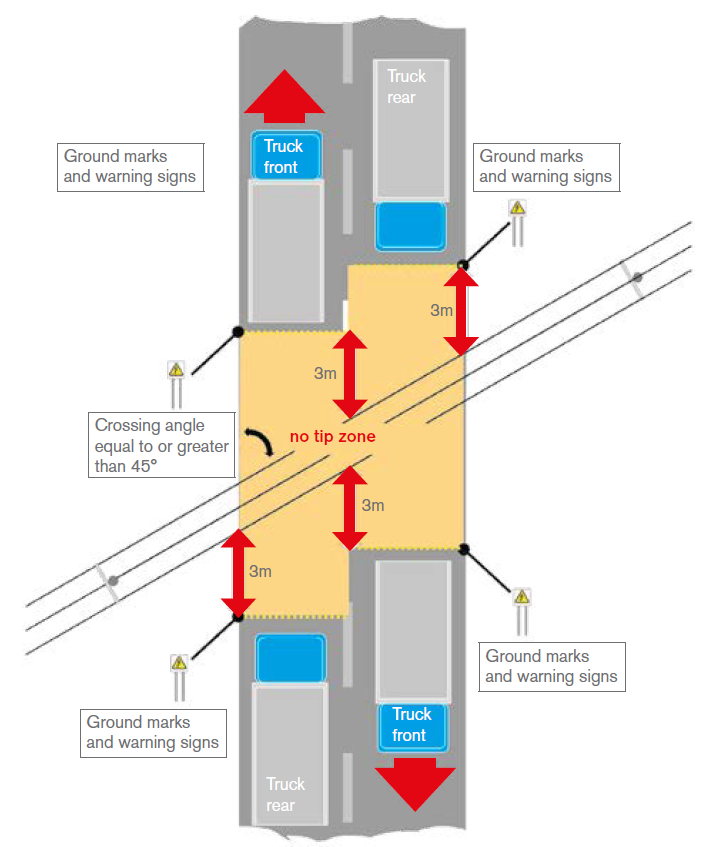 Truck
rear
Truck
front
Ground marks
and warning signs
Ground marks
and warning signs
3m
3m
Crossing angle
equal to or greater
than 45°
no tip zone
3m
3m
Ground marks
and warning signs
Ground marks
and warning signs
Truck
front
Truck
rear